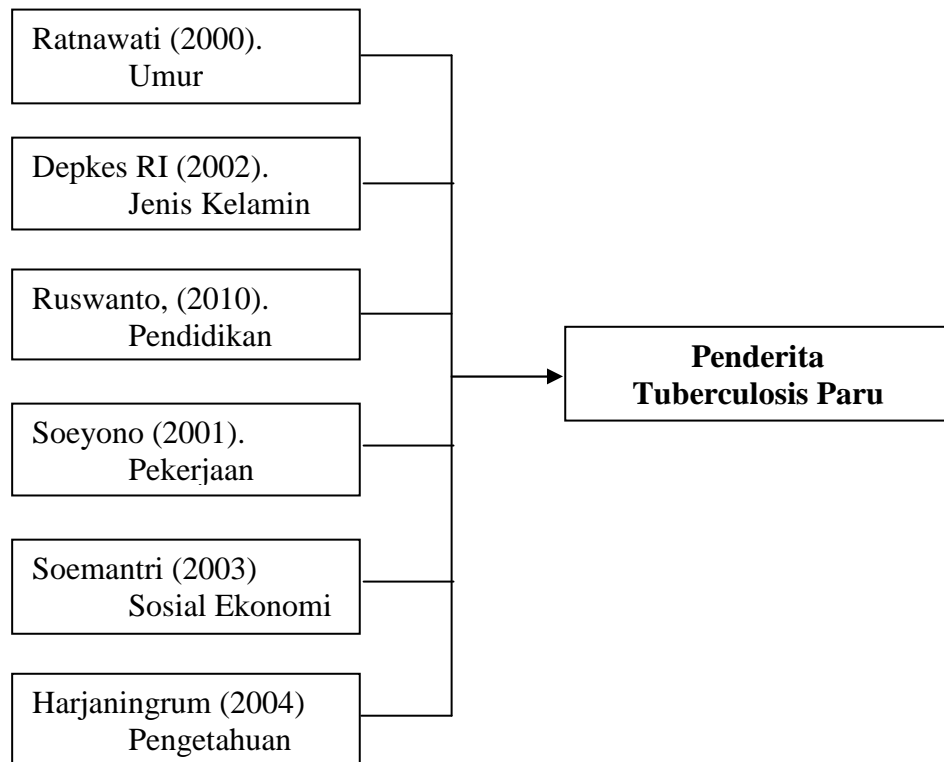 Ratnawati (2000).
Umur
Depkes RI (2002).
Jenis Kelamin
Ruswanto, (2010).
Pendidikan
Soeyono (2001).
Pekerjaan
Soemantri (2003)
Sosial Ekonomi
Harjaningrum (2004)
Pengetahuan
Penderita
Tuberculosis Paru